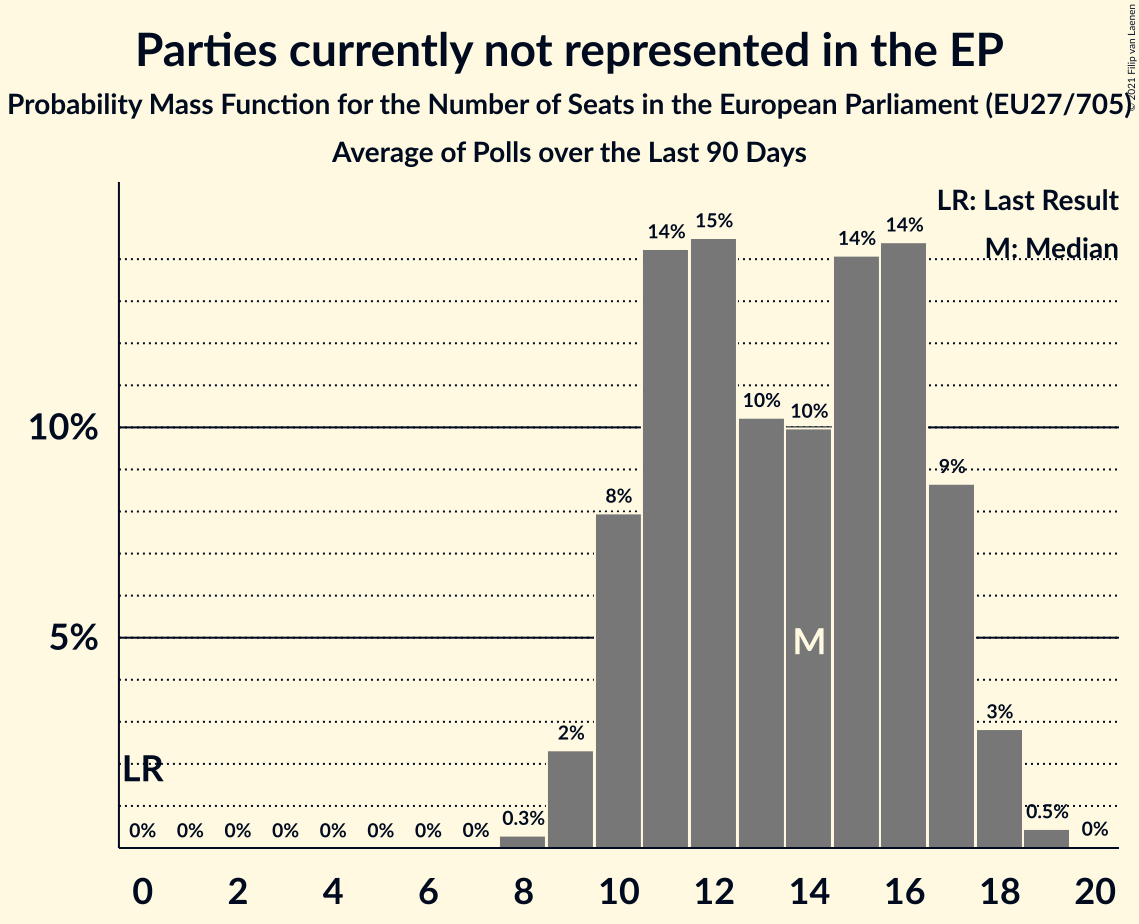 Parties currently not represented in the EP
Probability Mass Function for the Number of Seats in the European Parliament (EU27/705)
Average of Polls over the Last 90 Days
© 2021 Filip van Laenen
LR: Last Result
M: Median
10%
5%
LR
M
0% 0% 0% 0% 0% 0% 0% 0% 0.3% 2% 8% 14% 15% 10% 10% 14% 14% 9% 3% 0.5% 0%
0 2 4 6 8 10 12 14 16 18 20